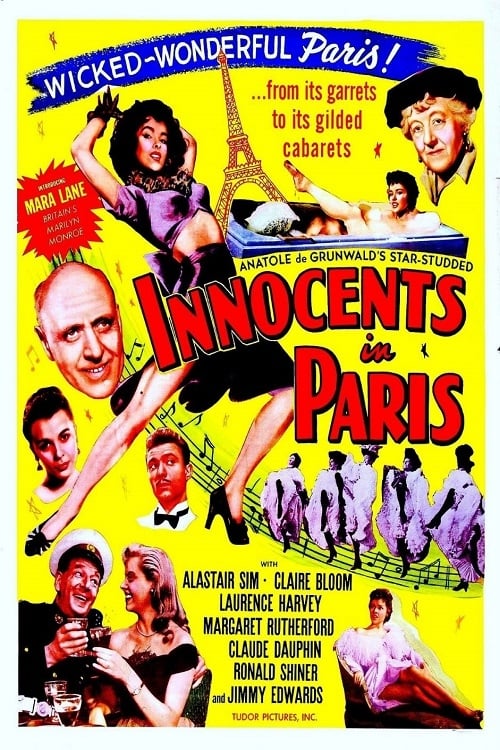 WICKED-WONDERFUL Paris!
...from its garrets
to its gilded
cabarets
INTRODUCING
MARA LANE
BRITAIN'S
MARILYN
MONROE
ANATOLE de GRUNWALD'S STAR-STUDDED
INNOCENTS
in
PARIS
WITH
ALASTAIR SIM · CLAIRE BLOOM
LAURENCE HARVEY
MARGARET RUTHERFORD
CLAUDE DAUPHIN
RONALD SHINER
and JIMMY EDWARDS
TUDOR PICTURES, INC.